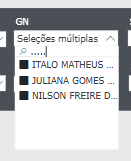 GN
Seleções múltiplas
.....
ITALO MATHEUS ...
JULIANA GOMES ...
NILSON FREIRE D...